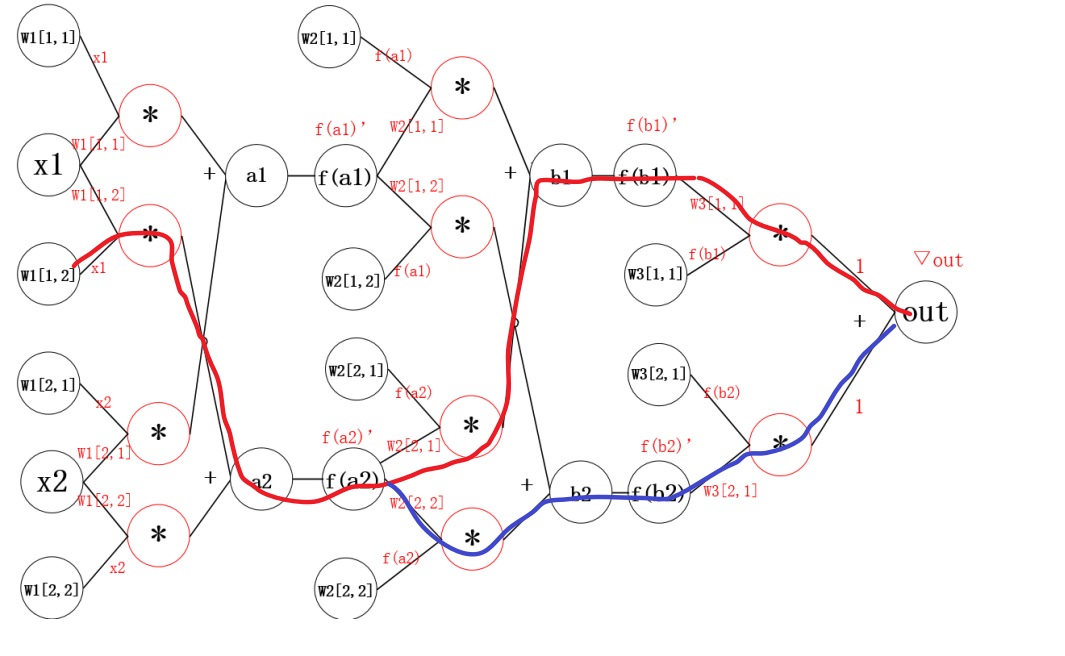 W1[1,1]
x1
*
W1[1,1]
x1
W1[1,2]
*
W1[1,2]
x1
W1[2,1]
x2
*
W1[2,1]
x2
W1[2,2]
*
W1[2,2]
x2
+
a1
f(a1)'
f(a1)
+
a2
f(a2)'
f(a2)
W2[1,1]
f(a1)
*
W2[1,1]
W2[1,2]
*
W2[1,2]
f(a1)
W2[2,1]
f(a2)
*
W2[2,1]
W2[2,2]
*
f(a2)
W2[2,2]
+
b1
f(b1)'
f(b1)
+
b2
f(b2)'
f(b2)
W3[1,1]
*
f(b1)
W3[1,1]
W3[2,1]
f(b2)
*
W3[2,1]
1
+
1
▽out
out